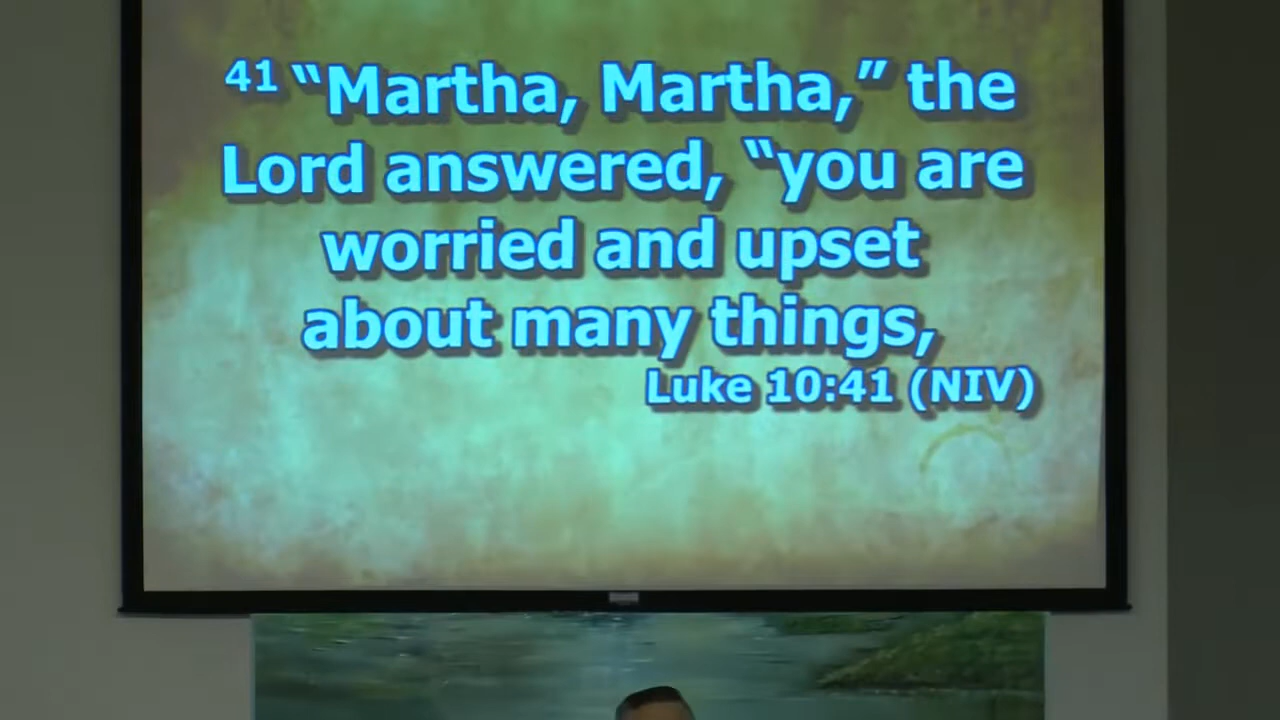 41 “Martha, Martha,” the
Lord answered, “you are
worried and upset
about many things,
Luke 10:41 (NIV)